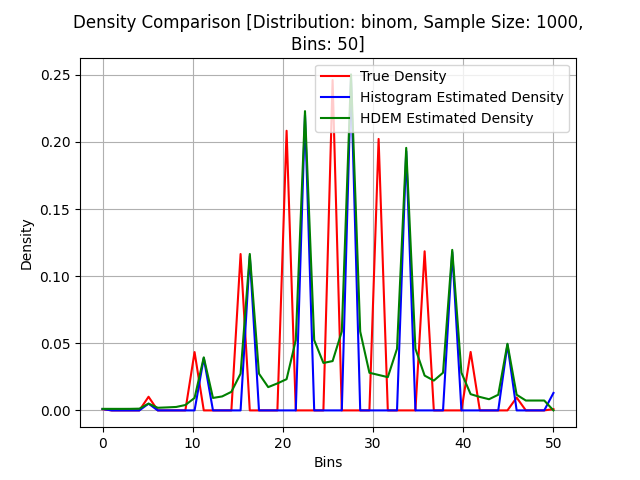 Density Comparison [Distribution: binom, Sample Size: 1000,
Bins: 50]
True Density
Histogram Estimated Density
HDEM Estimated Density
Density
0.25
0.20
0.15
0.10
0.05
0.00
0 10 20 30 40 50
Bins